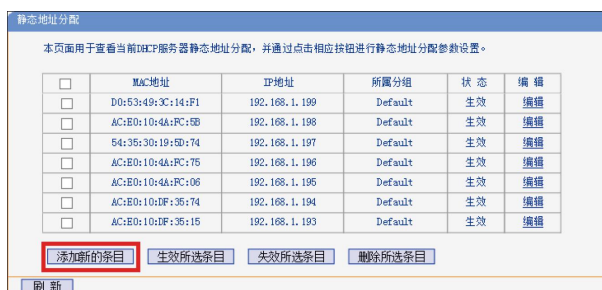 静态地址分配
本页面用于查看当前DHCP服务器静态地址分配，并通过点击相应按钮进行静态地址分配参数设置。
MAC地址 IP地址 所属分组 状 态 编 辑
D0:53:49:3C:14:F1 192.168.1.199 Default 生效 编辑
AC:E0:10:4A:FC:5B 192.168.1.198 Default 生效 编辑
54:35:30:19:5D:74 192.168.1.197 Default 生效 编辑
AC:E0:10:4A:FC:75 192.168.1.196 Default 生效 编辑
AC:E0:10:4A:FC:06 192.168.1.195 Default 生效 编辑
AC:E0:10:DF:35:74 192.168.1.194 Default 生效 编辑
AC:E0:10:DF:35:15 192.168.1.193 Default 生效 编辑
添加新的条目 生效所选条目 失效所选条目 删除所选条目
刷 新